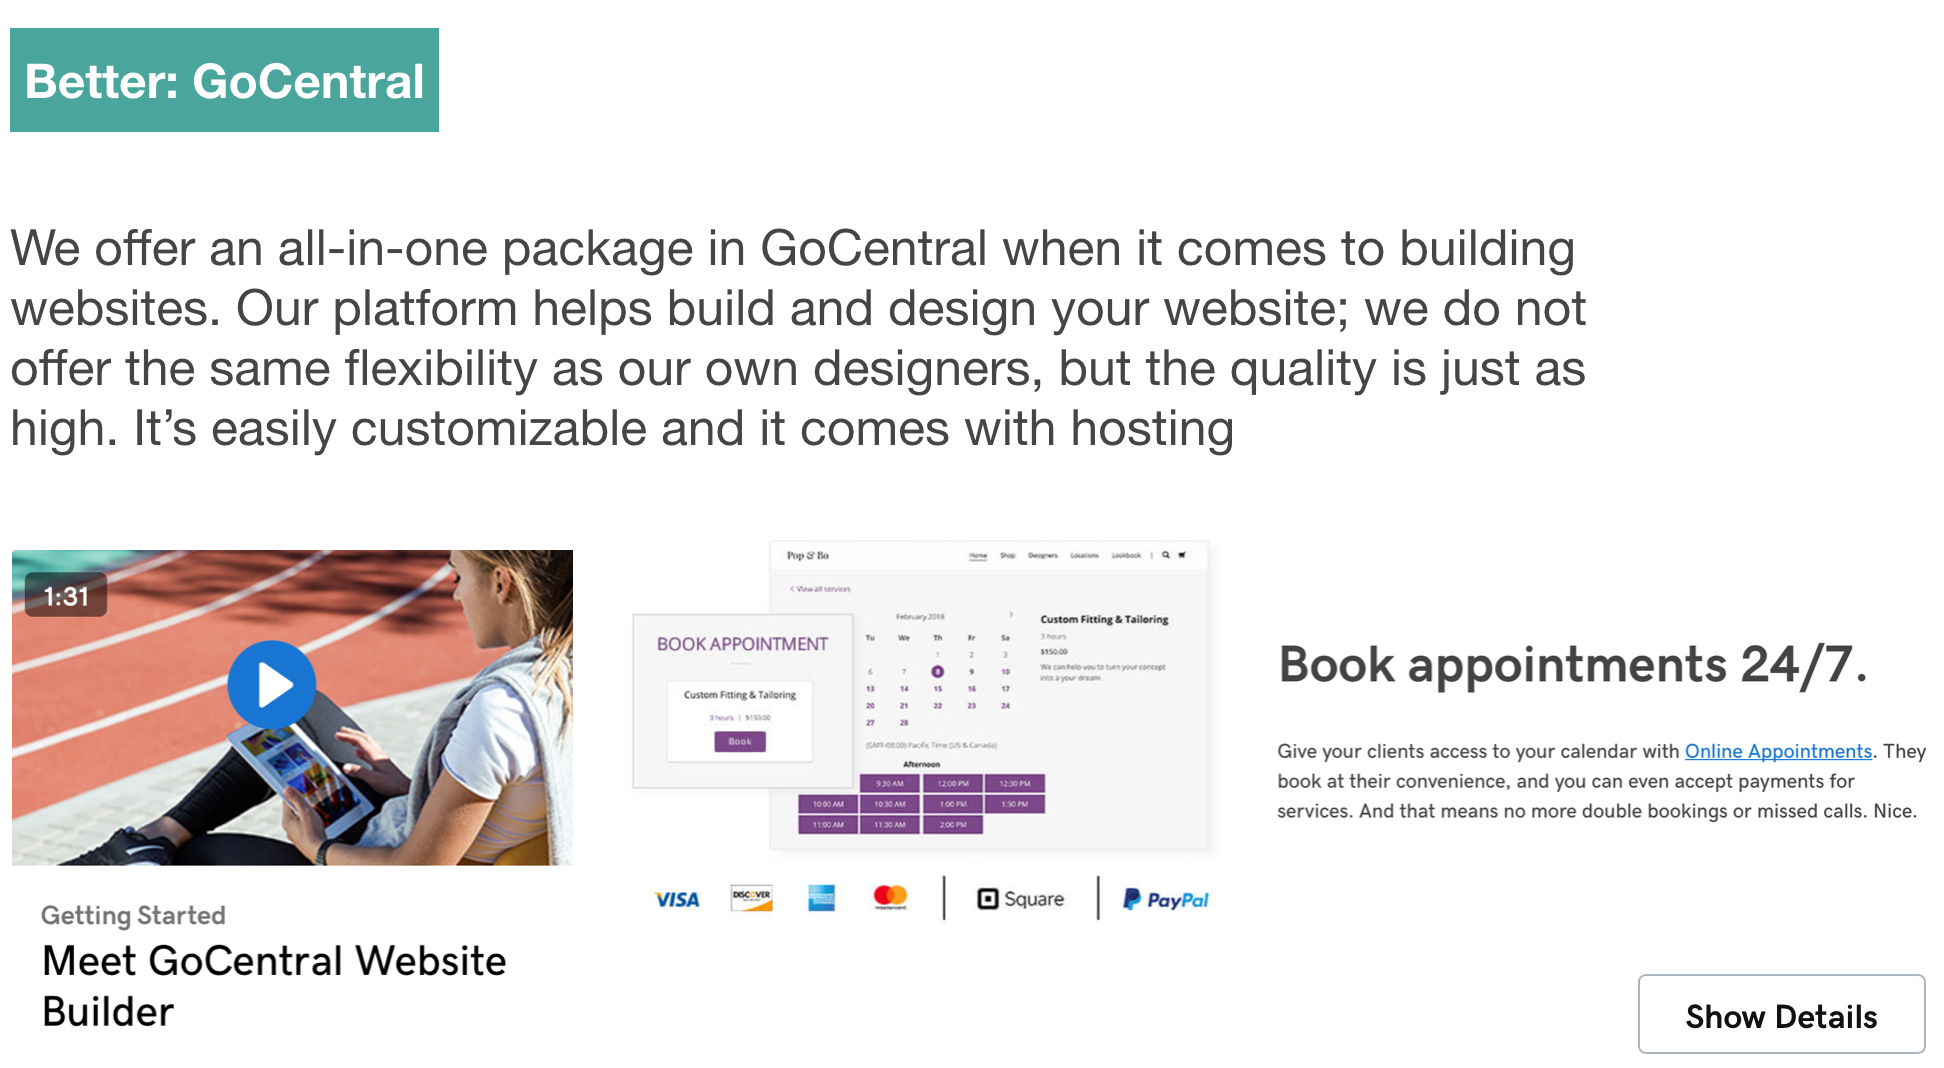 Better: GoCentral
We offer an all-in-one package in GoCentral when it comes to building
websites. Our platform helps build and design your website; we do not
offer the same flexibility as our own designers, but the quality is just as
high. It’s easily customizable and it comes with hosting
1:31
Getting Started
Meet GoCentral Website
Builder
Pop & Bo
Home Shop Designers Locations Lookbook |
< View all services
BOOK APPOINTMENT
Custom Fitting & Tailoring
3 hours | $150.00
Book
February 2018 >
Tu We Th Fr Sa
1 2 3
6 7 8 9 10
13 14 15 16 17
20 21 22 23 24
27 28
(GMT-08:00) Pacific Time (US & Canada)
Afternoon
9:30 AM 12:00 PM 12:30 PM
10:00 AM 10:30 AM 1:00 PM 1:30 PM
11:00 AM 11:30 AM 2:00 PM
Custom Fitting & Tailoring
3 hours
$150.00
We can help you to turn your concept
into a your dream
VISA DISCOVER mastercard Square PayPal
Book appointments 24/7.
Give your clients access to your calendar with Online Appointments. They
book at their convenience, and you can even accept payments for
services. And that means no more double bookings or missed calls. Nice.
Show Details